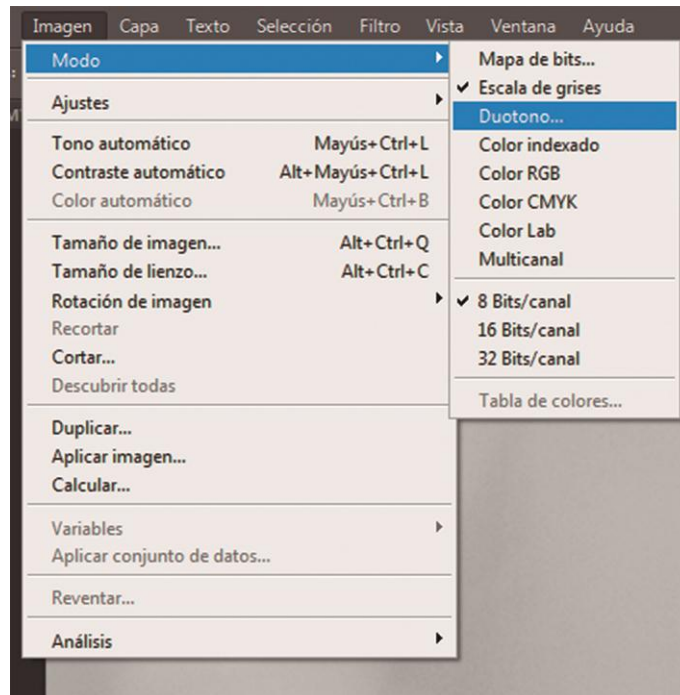 Imagen Capa Texto Selección Filtro Vista Ventana Ayuda
Modo
Ajustes
Tono automático Mayús+Ctrl+L
Contraste automático Alt+Mayús+Ctrl+L
Color automático Mayús+Ctrl+B
Tamaño de imagen... Alt+Ctrl+Q
Tamaño de lienzo... Alt+Ctrl+C
Rotación de imagen
Recortar
Cortar...
Descubrir todas
Duplicar...
Aplicar imagen...
Calcular...
Variables
Aplicar conjunto de datos...
Reventar...
Análisis
Mapa de bits...
Escala de grises
Duotono...
Color indexado
Color RGB
Color CMYK
Color Lab
Multicanal
8 Bits/canal
16 Bits/canal
32 Bits/canal
Tabla de colores...